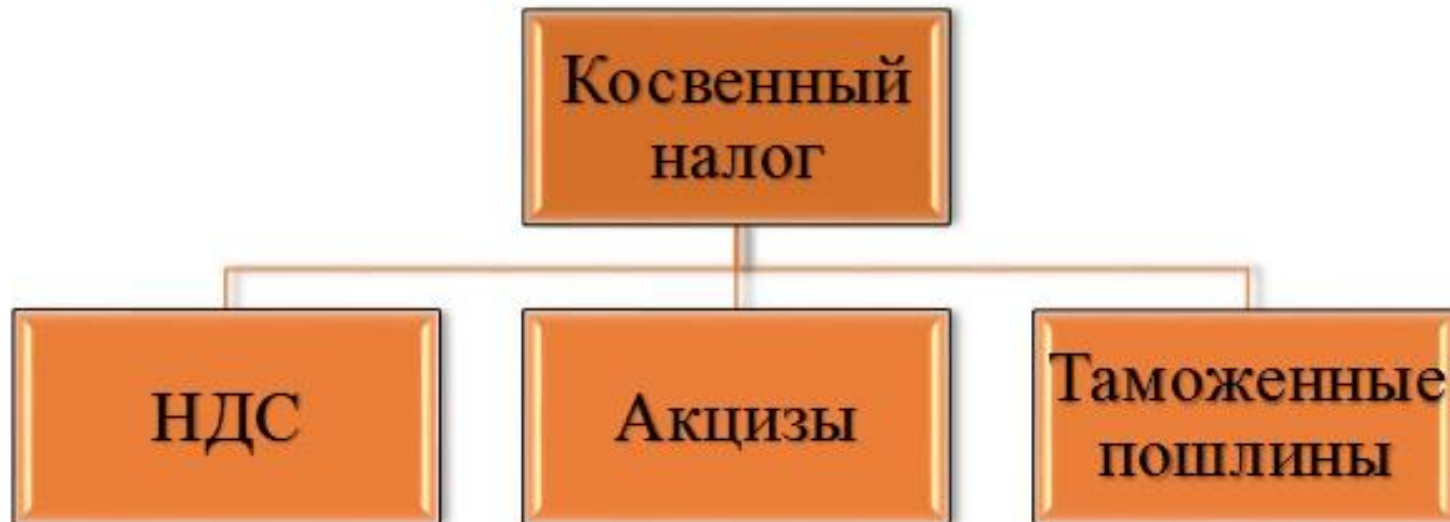 Косвенный
налог
НДС
Акцизы
Таможенные
пошлины